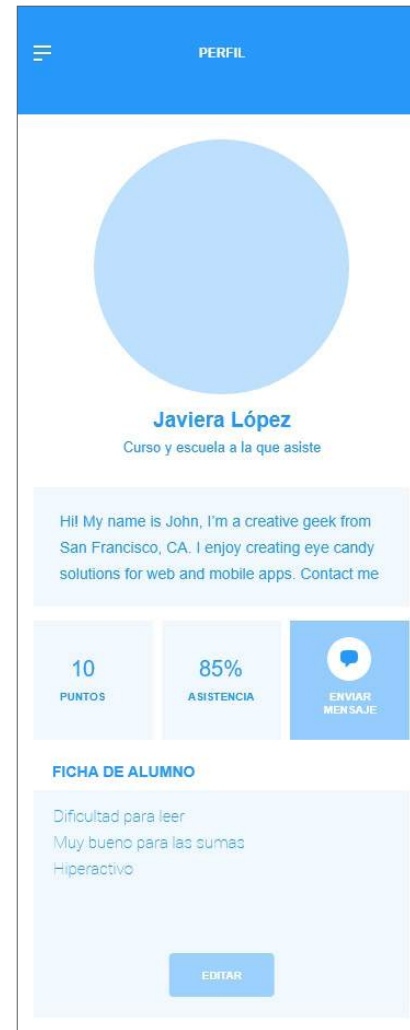 PERFIL
Javiera López
Curso y escuela a la que asiste
Hi! My name is John, I'm a creative geek from
San Francisco, CA. I enjoy creating eye candy
solutions for web and mobile apps. Contact me
10
PUNTOS
85%
ASISTENCIA
ENVIAR
MENSAJE
FICHA DE ALUMNO
Dificultad para leer
Muy bueno para las sumas
Hiperactivo
EDITAR